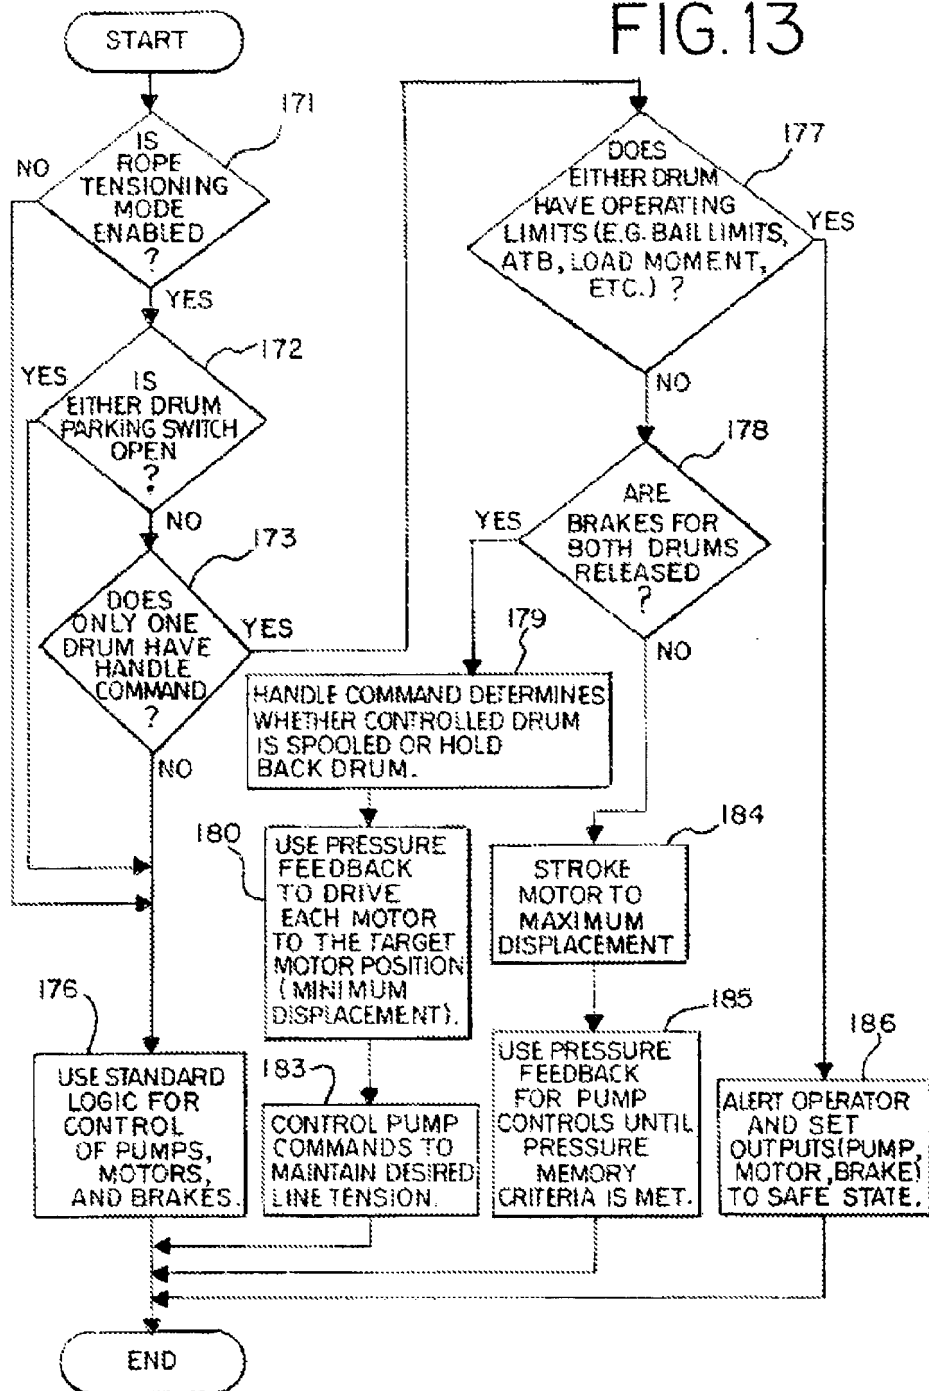 FIG. 13
START
171
IS
ROPE
TENSIONING
MODE
ENABLED
?
NO
YES
172
IS
EITHER DRUM
PARKING SWITCH
OPEN
?
YES
NO
173
DOES
ONLY ONE
DRUM HAVE
HANDLE
COMMAND
?
YES
NO
176
USE STANDARD
LOGIC FOR
CONTROL
OF PUMPS,
MOTORS,
AND BRAKES.
177
DOES
EITHER DRUM
HAVE OPERATING
LIMITS (E.G. BAIL LIMITS,
ATB, LOAD MOMENT,
ETC.) ?
YES
NO
178
ARE
BRAKES FOR
BOTH DRUMS
RELEASED
?
YES
NO
179
HANDLE COMMAND DETERMINES
WHETHER CONTROLLED DRUM
IS SPOOLED OR HOLD
BACK DRUM.
180
USE PRESSURE
FEEDBACK
TO DRIVE
EACH MOTOR
TO THE TARGET
MOTOR POSITION
(MINIMUM
DISPLACEMENT).
183
CONTROL PUMP
COMMANDS TO
MAINTAIN DESIRED
LINE TENSION.
184
STROKE
MOTOR TO
MAXIMUM
DISPLACEMENT
185
USE PRESSURE
FEEDBACK
FOR PUMP
CONTROLS UNTIL
PRESSURE
MEMORY
CRITERIA IS MET.
186
ALERT OPERATOR
AND SET
OUTPUTS (PUMP,
MOTOR, BRAKE)
TO SAFE STATE.
END